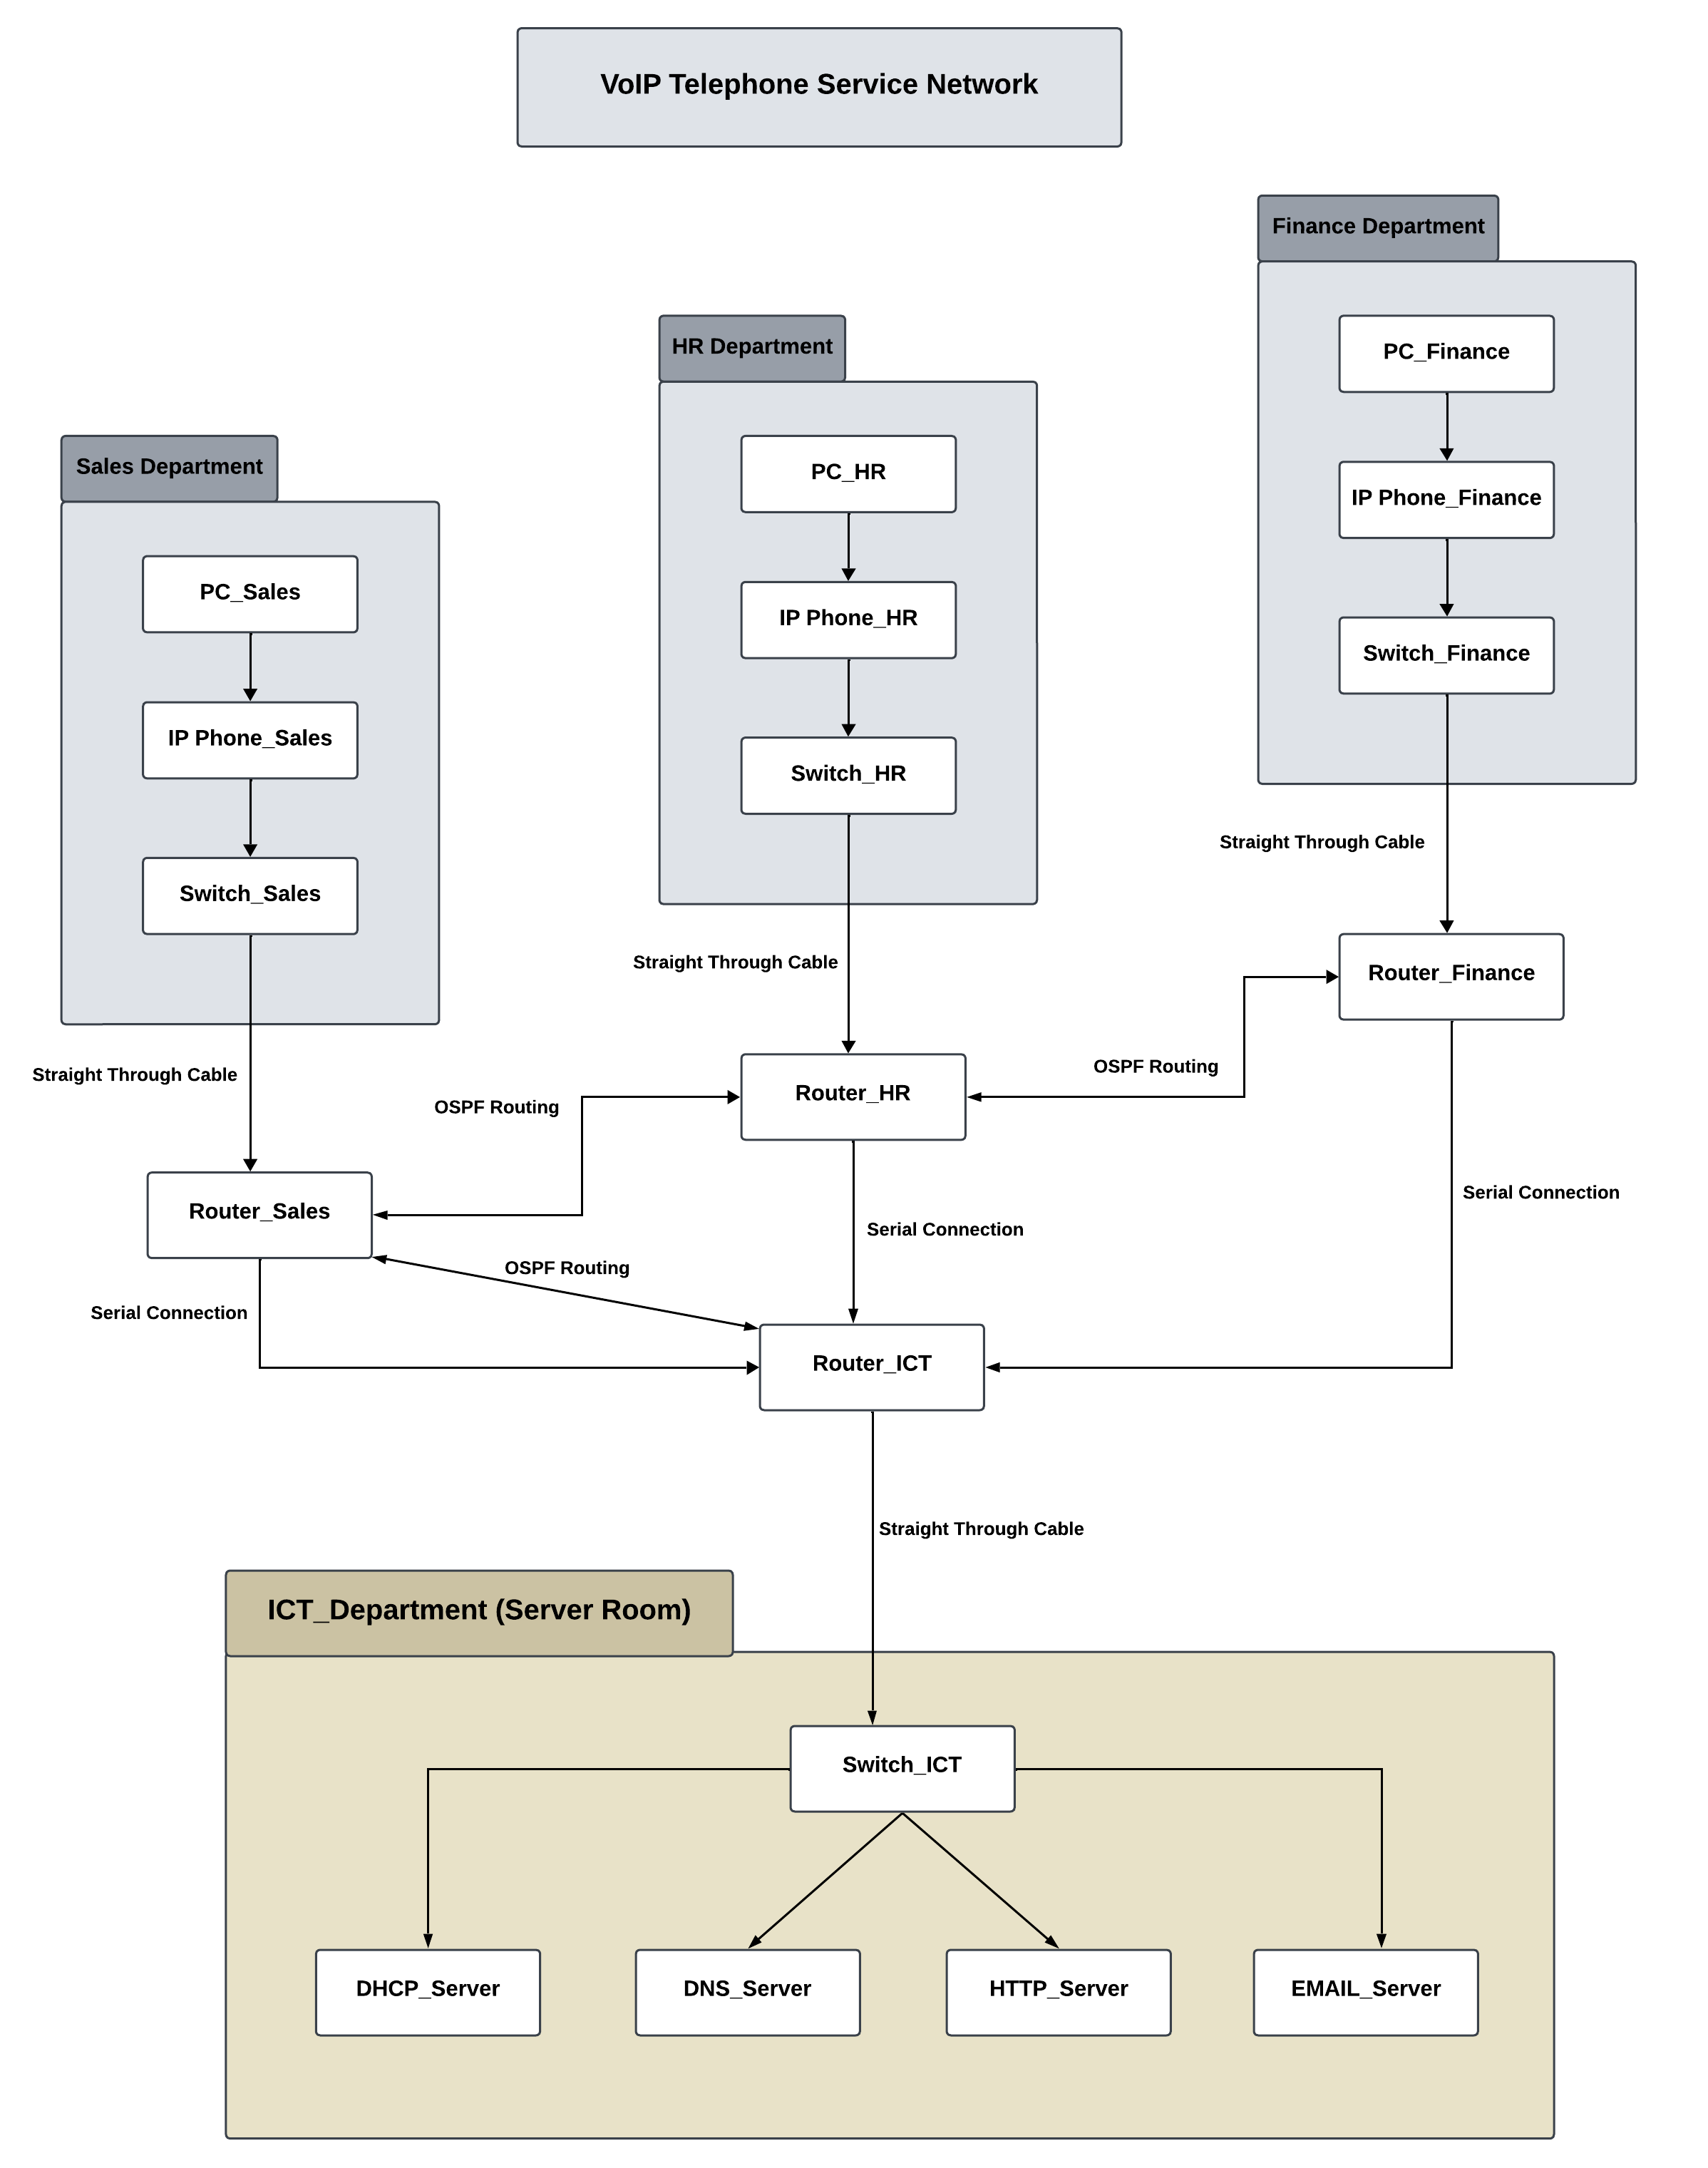 VoIP Telephone Service Network
Finance Department
PC_Finance
IP Phone_Finance
Switch_Finance
Straight Through Cable
Router_Finance
HR Department
PC_HR
IP Phone_HR
Switch_HR
Straight Through Cable
Router_HR
OSPF Routing
Sales Department
PC_Sales
IP Phone_Sales
Switch_Sales
Straight Through Cable
Router_Sales
OSPF Routing
OSPF Routing
Serial Connection
Serial Connection
Serial Connection
Router_ICT
Straight Through Cable
ICT_Department (Server Room)
Switch_ICT
DHCP_Server
DNS_Server
HTTP_Server
EMAIL_Server